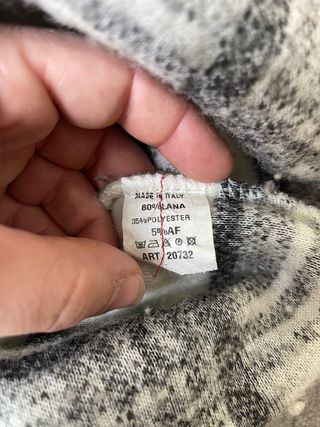 MADE IN ITALY
60%LANA
35%POLYESTER
5%AF
ART. 20732